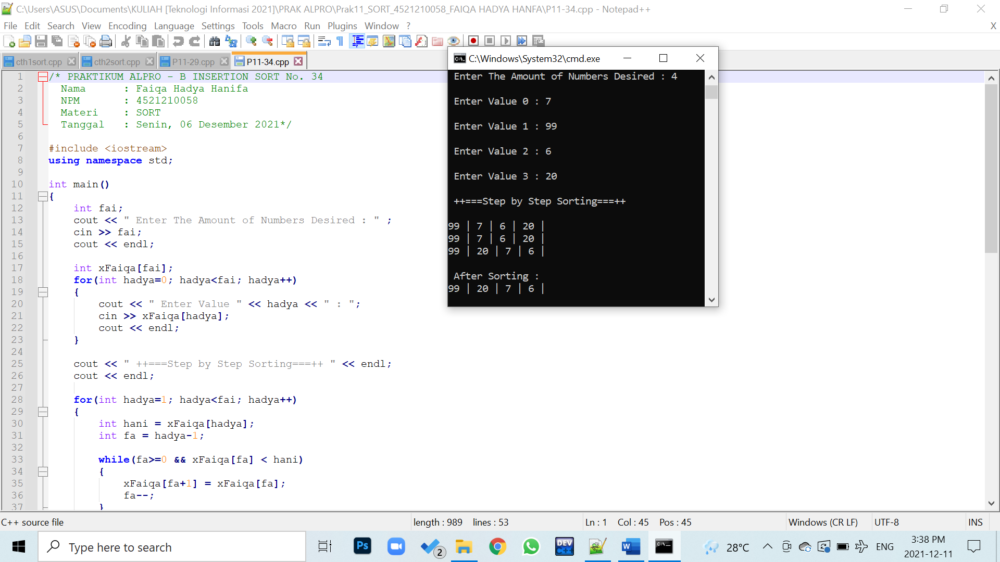 C:\Users\ASUS\Documents\KULIAH [Teknologi Informasi 2021]\PRAK ALPRO\Prak11_SORT_4521210058_FAIQA HADYA HANFA\P11-34.cpp - Notepad++
File Edit Search View Encoding Language Settings Tools Macro Run Plugins Window ?
X
cth1sort.cpp cth2sort.cpp P11-29.cpp P11-34.cpp
1 /* PRAKTIKUM ALPRO - B INSERTION SORT No. 34
2 Nama : Faiqa Hadya Hanifa
3 NPM : 4521210058
4 Materi : SORT
5 Tanggal : Senin, 06 Desember 2021*/
6
7 #include <iostream>
8 using namespace std;
9
10 int main()
11 {
12 int fai;
13 cout << " Enter The Amount of Numbers Desired : " ;
14 cin >> fai;
15 cout << endl;
16
17 int xFaiqa[fai];
18 for(int hadya=0; hadya<fai; hadya++)
19 {
20 cout << " Enter Value " << hadya << " : ";
21 cin >> xFaiqa[hadya];
22 cout << endl;
23 }
24
25 cout << " ++===Step by Step Sorting===++ " << endl;
26 cout << endl;
27
28 for(int hadya=1; hadya<fai; hadya++)
29 {
30 int hani = xFaiqa[hadya];
31 int fa = hadya-1;
32
33 while(fa>=0 && xFaiqa[fa] < hani)
34 {
35 xFaiqa[fa+1] = xFaiqa[fa];
36 fa--;
37 }
C:\Windows\System32\cmd.exe
Enter The Amount of Numbers Desired : 4
Enter Value 0 : 7
Enter Value 1 : 99
Enter Value 2 : 6
Enter Value 3 : 20
++===Step by Step Sorting===++
99 | 7 | 6 | 20 |
99 | 7 | 6 | 20 |
99 | 20 | 7 | 6 |
After Sorting :
99 | 20 | 7 | 6 |
C++ source file length : 989 lines : 53 Ln : 1 Col : 45 Pos : 45 Windows (CR LF) UTF-8 INS
Type here to search
Ps
2
DEV C++
W
28°C
ENG
3:38 PM
2021-12-11